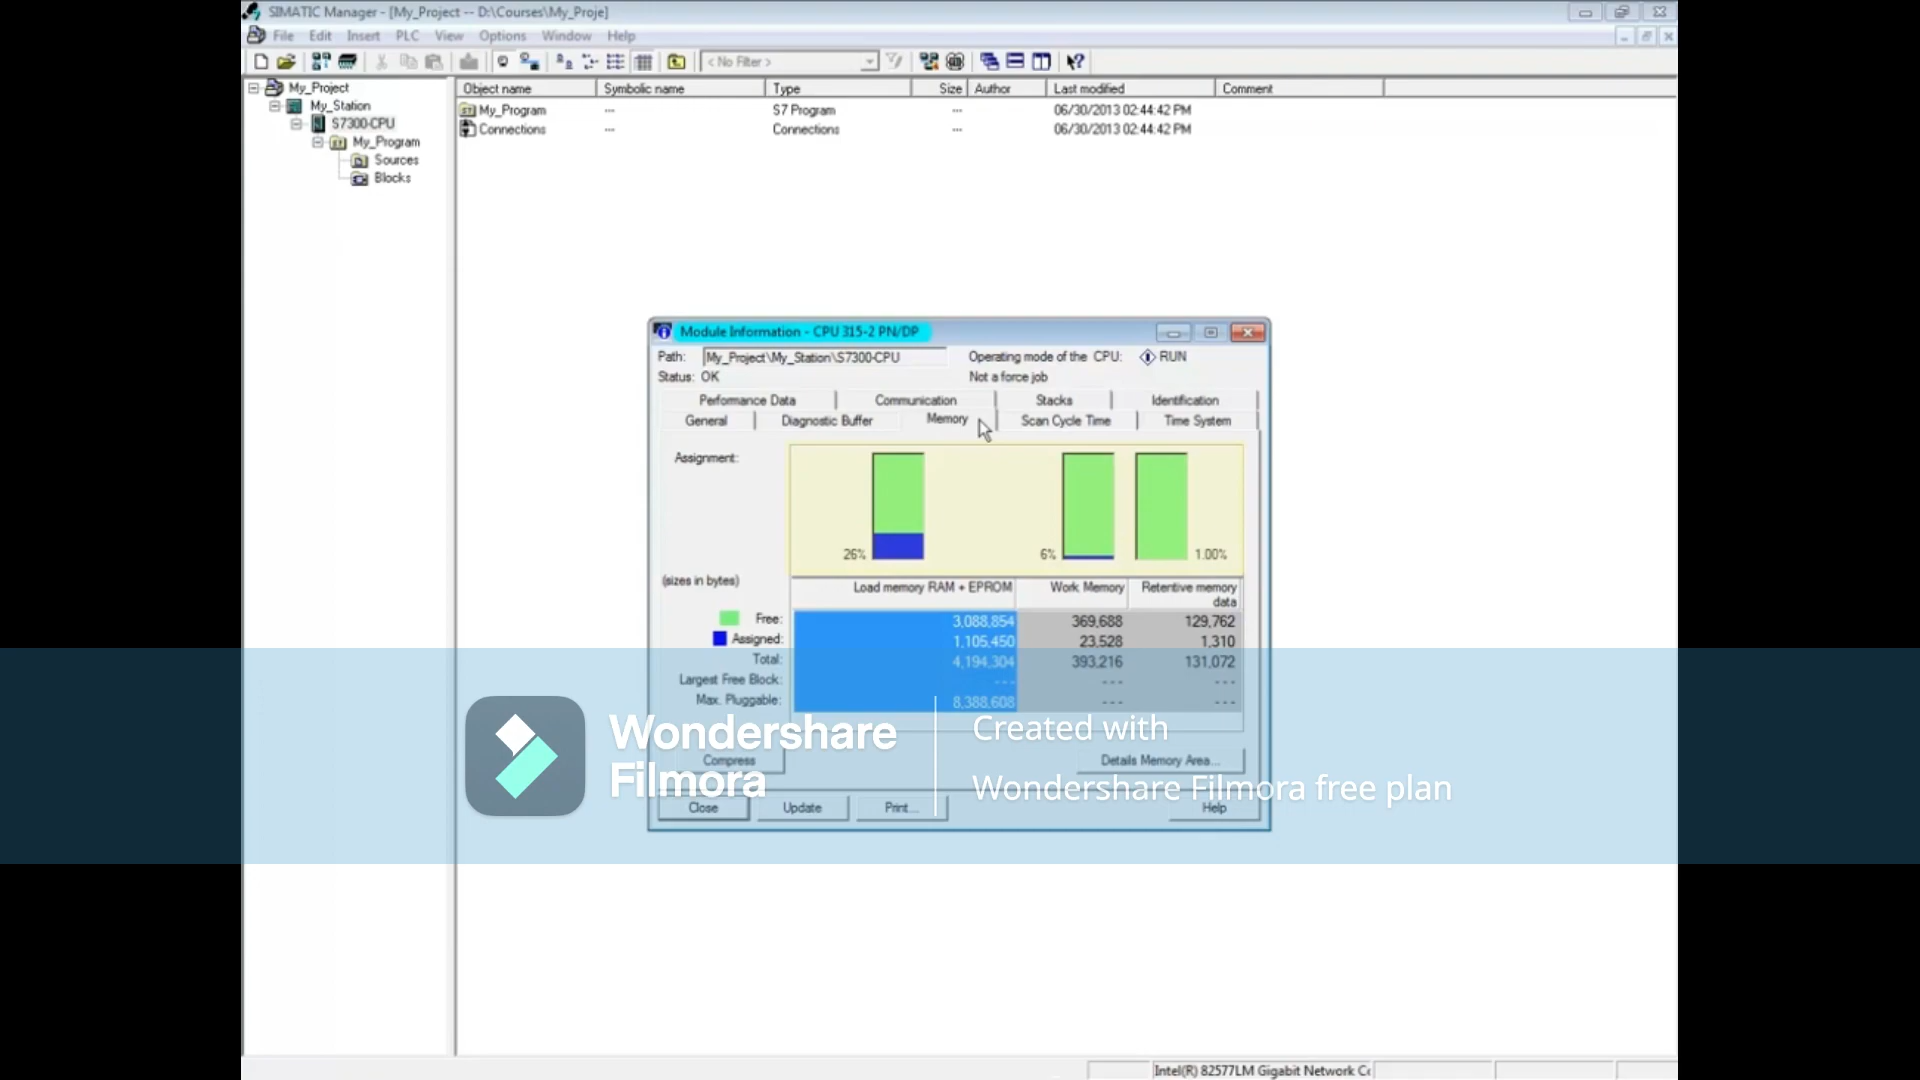 SIMATIC Manager - [My_Project -- D:\Courses\My_Proje]
File Edit Insert PLC View Options Window Help
< No Filter >
My_Project
My_Station
S7300-CPU
My_Program
Sources
Blocks
Object name Symbolic name Type Size Author Last modified Comment
My_Program --- S7 Program --- 06/30/2013 02:44:42 PM
Connections --- Connections --- 06/30/2013 02:44:42 PM
Module Information - CPU 315-2 PN/DP
Path: My_Project\My_Station\S7300-CPU Operating mode of the CPU: RUN
Status: OK Not a force job
Performance Data Communication Stacks Identification
General Diagnostic Buffer Memory Scan Cycle Time Time System
Assignment:
26% 6% 1.00%
(sizes in bytes) Load memory RAM + EPROM Work Memory Retentive memory data
Free: 3,088,854 369,688 129,762
Assigned: 1,105,450 23,528 1,310
Total: 4,194,304 393,216 131,072
Largest Free Block: --- --- ---
Max. Pluggable: 8,388,608 --- ---
Compress Details Memory Area...
Close Update Print... Help
Wondershare
Filmora
Created with
Wondershare Filmora free plan
Intel(R) 82577LM Gigabit Network Cc